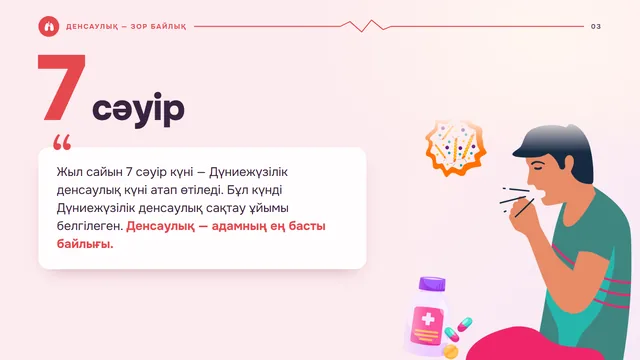 ДЕНСАУЛЫҚ — ЗОР БАЙЛЫҚ
03
7 сәуір
“
Жыл сайын 7 сәуір күні — Дүниежүзілік
денсаулық күні атап өтіледі. Бұл күнді
Дүниежүзілік денсаулық сақтау ұйымы
белгілеген. Денсаулық — адамның ең басты
байлығы.